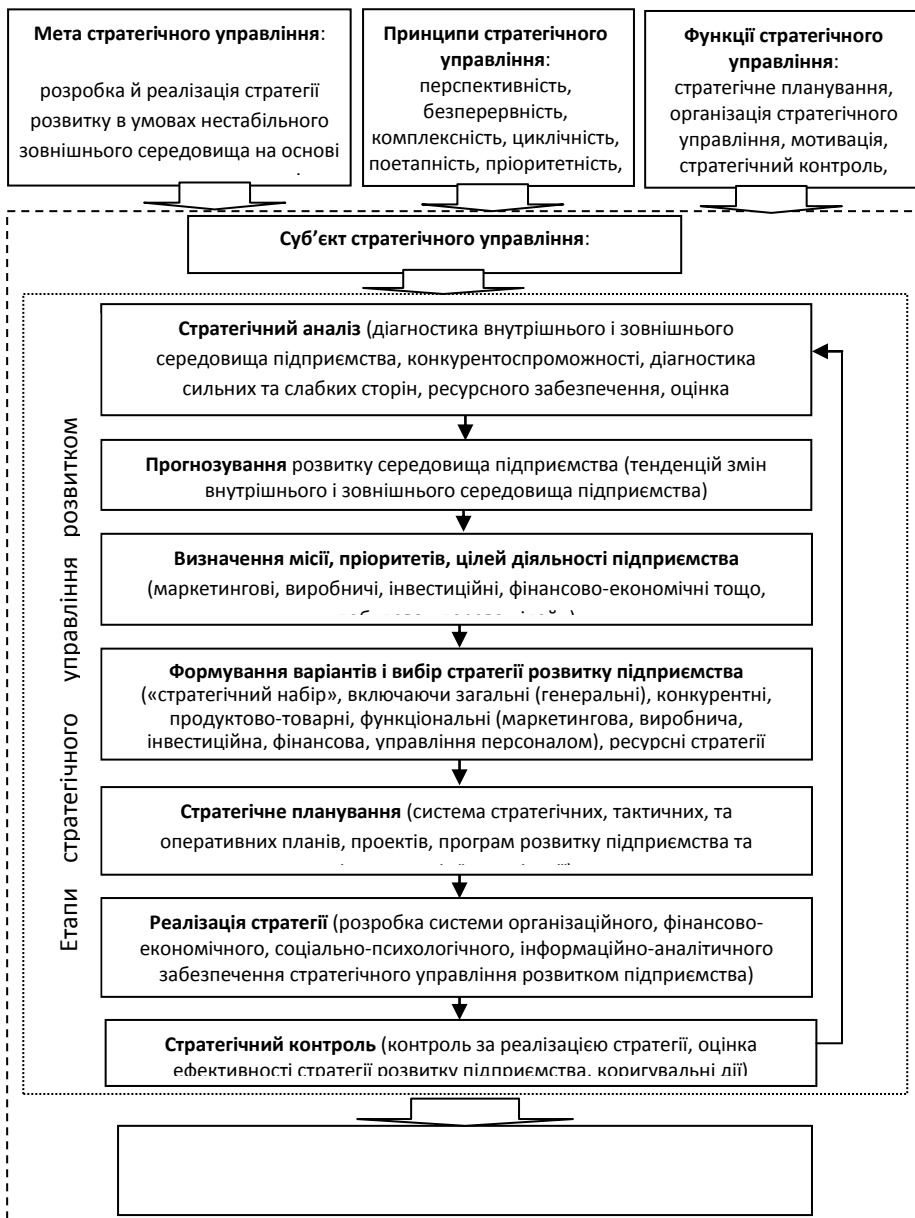 Мета стратегічного управління:
розробка й реалізація стратегії
розвитку в умовах нестабільного
зовнішнього середовища на основі
Принципи стратегічного
управління:
перспективність,
безперервність,
комплексність, циклічність,
поетапність, пріоритетність,
Функції стратегічного
управління:
стратегічне планування,
організація стратегічного
управління, мотивація,
стратегічний контроль,
Суб’єкт стратегічного управління:
Етапи стратегічного управління розвитком
Стратегічний аналіз (діагностика внутрішнього і зовнішнього
середовища підприємства, конкурентоспроможності, діагностика
сильних та слабких сторін, ресурсного забезпечення, оцінка
Прогнозування розвитку середовища підприємства (тенденцій змін
внутрішнього і зовнішнього середовища підприємства)
Визначення місії, пріоритетів, цілей діяльності підприємства
(маркетингові, виробничі, інвестиційні, фінансово-економічні тощо,
Формування варіантів і вибір стратегії розвитку підприємства
(«стратегічний набір», включаючи загальні (генеральні), конкурентні,
продуктово-товарні, функціональні (маркетингова, виробнича,
інвестиційна, фінансова, управління персоналом), ресурсні стратегії
Стратегічне планування (система стратегічних, тактичних, та
оперативних планів, проектів, програм розвитку підприємства та
Реалізація стратегії (розробка системи організаційного, фінансово-
економічного, соціально-психологічного, інформаційно-аналітичного
забезпечення стратегічного управління розвитком підприємства)
Стратегічний контроль (контроль за реалізацією стратегії, оцінка
ефективності стратегії розвитку підприємства, коригувальні дії)